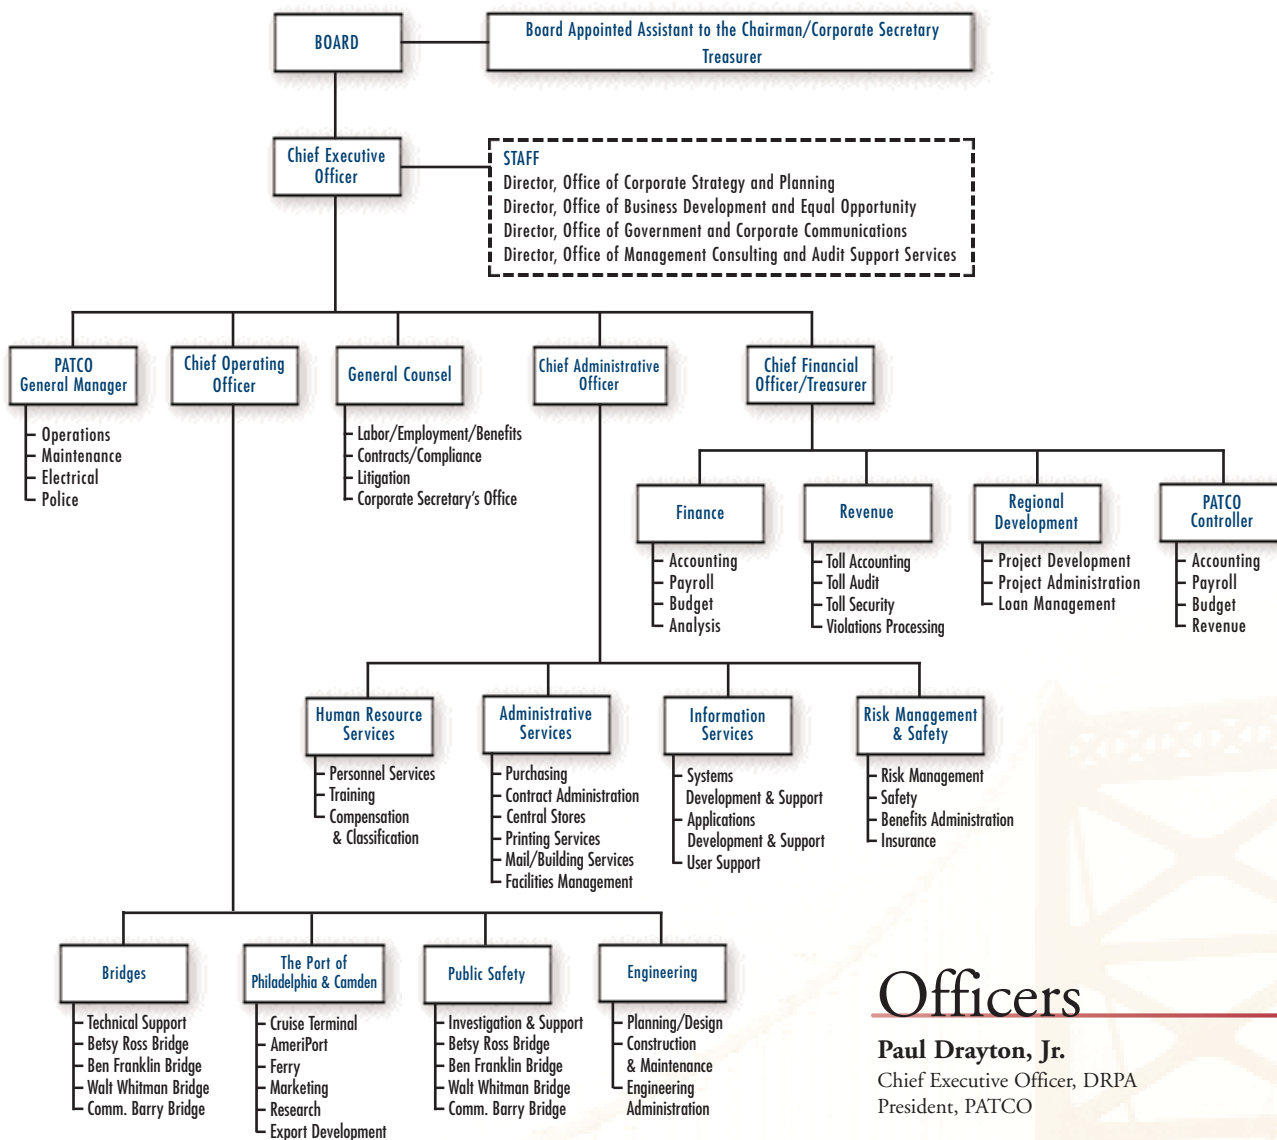 BOARD
Board Appointed Assistant to the Chairman/Corporate Secretary
Treasurer
Chief Executive
Officer
STAFF
Director, Office of Corporate Strategy and Planning
Director, Office of Business Development and Equal Opportunity
Director, Office of Government and Corporate Communications
Director, Office of Management Consulting and Audit Support Services
PATCO
General Manager
Operations
Maintenance
Electrical
Police
Chief Operating
Officer
General Counsel
Labor/Employment/Benefits
Contracts/Compliance
Litigation
Corporate Secretary's Office
Chief Administrative
Officer
Chief Financial
Officer/Treasurer
Finance
Accounting
Payroll
Budget
Analysis
Revenue
Toll Accounting
Toll Audit
Toll Security
Violations Processing
Regional
Development
Project Development
Project Administration
Loan Management
PATCO
Controller
Accounting
Payroll
Budget
Revenue
Human Resource
Services
Personnel Services
Training
Compensation
& Classification
Administrative
Services
Purchasing
Contract Administration
Central Stores
Printing Services
Mail/Building Services
Facilities Management
Information
Services
Systems
Development & Support
Applications
Development & Support
User Support
Risk Management
& Safety
Risk Management
Safety
Benefits Administration
Insurance
Bridges
Technical Support
Betsy Ross Bridge
Ben Franklin Bridge
Walt Whitman Bridge
Comm. Barry Bridge
The Port of
Philadelphia & Camden
Cruise Terminal
AmeriPort
Ferry
Marketing
Research
Export Development
Public Safety
Investigation & Support
Betsy Ross Bridge
Ben Franklin Bridge
Walt Whitman Bridge
Comm. Barry Bridge
Engineering
Planning/Design
Construction
& Maintenance
Engineering
Administration
Officers
Paul Drayton, Jr.
Chief Executive Officer, DRPA
President, PATCO